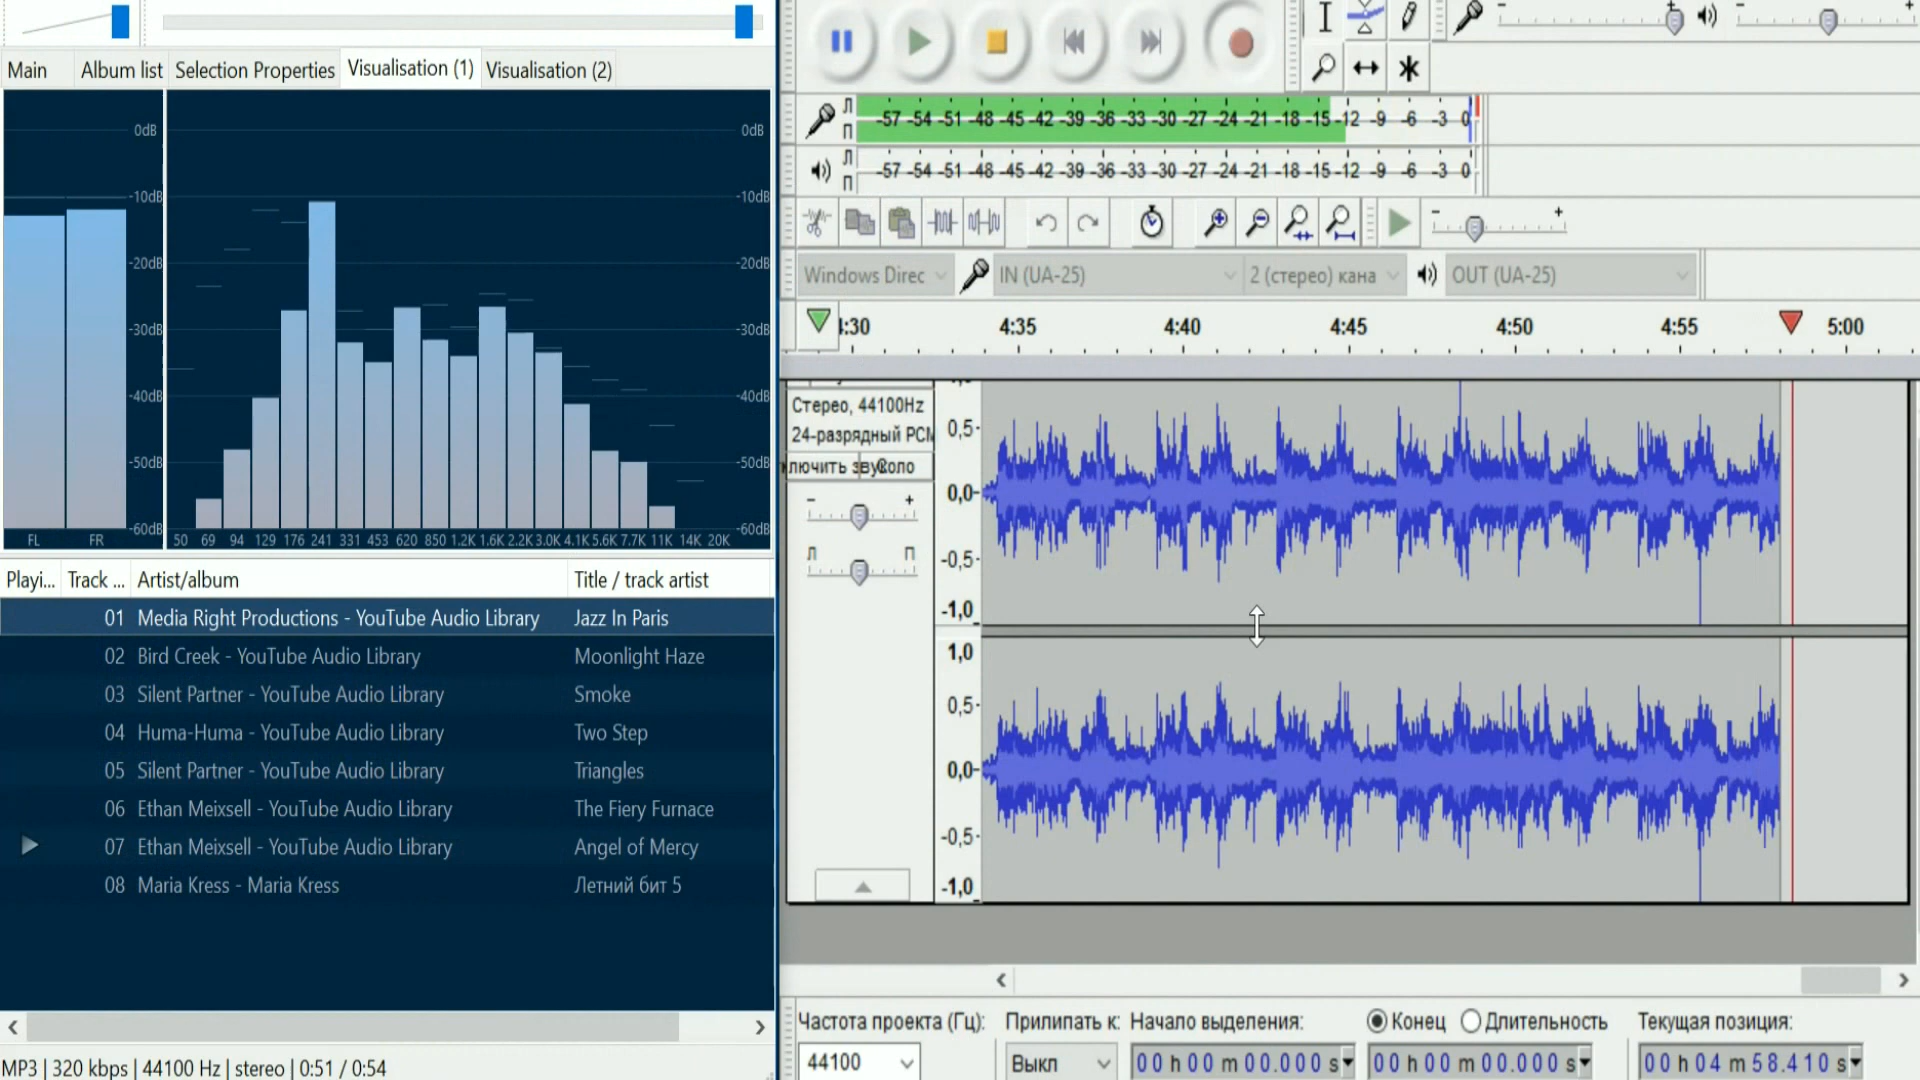 Main Album list Selection Properties Visualisation (1) Visualisation (2)
0dB 0dB
-10dB -10dB
-20dB -20dB
-30dB -30dB
-40dB -40dB
-50dB -50dB
-60dB -60dB
FL FR 50 69 94 129 176 241 331 453 620 850 1.2K 1.6K 2.2K 3.0K 4.1K 5.6K 7.7K 11K 14K 20K
Playi... Track ... Artist/album Title / track artist
01 Media Right Productions - YouTube Audio Library Jazz In Paris
02 Bird Creek - YouTube Audio Library Moonlight Haze
03 Silent Partner - YouTube Audio Library Smoke
04 Huma-Huma - YouTube Audio Library Two Step
05 Silent Partner - YouTube Audio Library Triangles
06 Ethan Meixsell - YouTube Audio Library The Fiery Furnace
07 Ethan Meixsell - YouTube Audio Library Angel of Mercy
08 Maria Kress - Maria Kress Летний бит 5
MP3 | 320 kbps | 44100 Hz | stereo | 0:51 / 0:54
Л
П
-57 -54 -51 -48 -45 -42 -39 -36 -33 -30 -27 -24 -21 -18 -15 -12 -9 -6 -3 0
Л
П
-57 -54 -51 -48 -45 -42 -39 -36 -33 -30 -27 -24 -21 -18 -15 -12 -9 -6 -3 0
Windows Direc IN (UA-25) 2 (стерео) кана OUT (UA-25)
4:30 4:35 4:40 4:45 4:50 4:55 5:00
Стерео, 44100Hz
24-разрядный PCM
ключить звук Соло
- +
Л П
0,5
0,0
-0,5
-1,0
1,0
0,5
0,0
-0,5
-1,0
Частота проекта (Гц): Прилипать к: Начало выделения: Конец Длительность Текущая позиция:
44100 Выкл 00 h 00 m 00.000 s 00 h 00 m 00.000 s 00 h 04 m 58.410 s